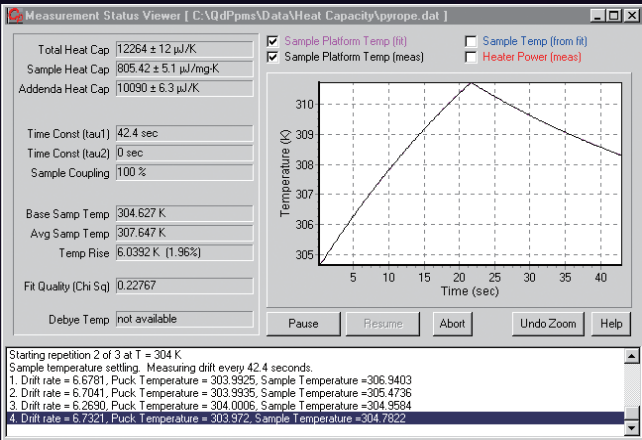 Measurement Status Viewer [ C:\QdPpms\Data\Heat Capacity\pyrope.dat ]
Total Heat Cap 12264 ± 12 µJ/K
Sample Heat Cap 805.42 ± 5.1 µJ/mg-K
Addenda Heat Cap 10090 ± 6.3 µJ/K
Time Const (tau1) 42.4 sec
Time Const (tau2) 0 sec
Sample Coupling 100 %
Base Samp Temp 304.627 K
Avg Samp Temp 307.647 K
Temp Rise 6.0392 K (1.96%)
Fit Quality (Chi Sq) 0.22767
Debye Temp not available
Sample Platform Temp (fit) Sample Temp (from fit)
Sample Platform Temp (meas) Heater Power (meas)
310
309
308
307
306
305
Temperature (K)
5 10 15 20 25 30 35 40
Time (sec)
Pause Resume Abort Undo Zoom Help
Starting repetition 2 of 3 at T = 304 K
Sample temperature settling. Measuring drift every 42.4 seconds.
1. Drift rate = 6.6781, Puck Temperature = 303.9925, Sample Temperature =306.9403
2. Drift rate = 6.7041, Puck Temperature = 303.9935, Sample Temperature =305.4736
3. Drift rate = 6.2690, Puck Temperature = 304.0006, Sample Temperature =304.9584
4. Drift rate = 6.7321, Puck Temperature = 303.972, Sample Temperature =304.7822